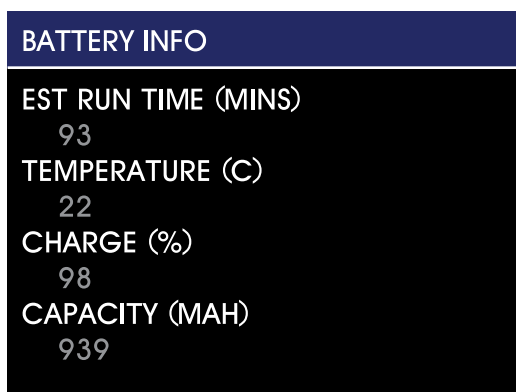 BATTERY INFO
EST RUN TIME (MINS)
93
TEMPERATURE (C)
22
CHARGE (%)
98
CAPACITY (MAH)
939